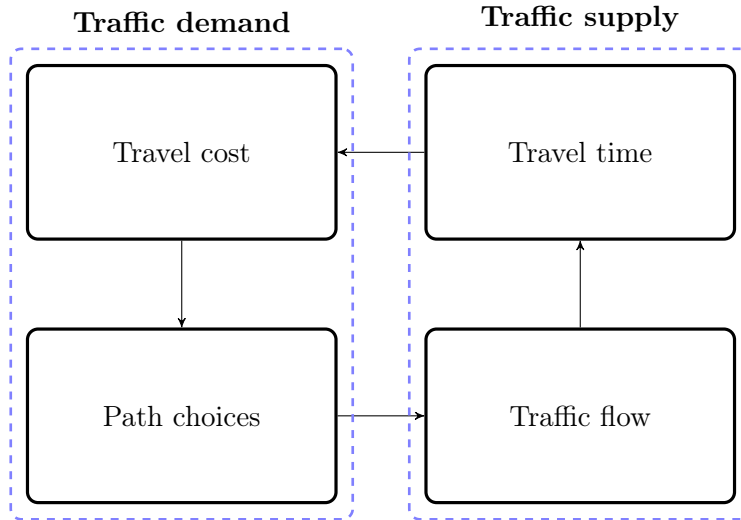 Traffic demand
Traffic supply
Travel cost
Travel time
Path choices
Traffic flow